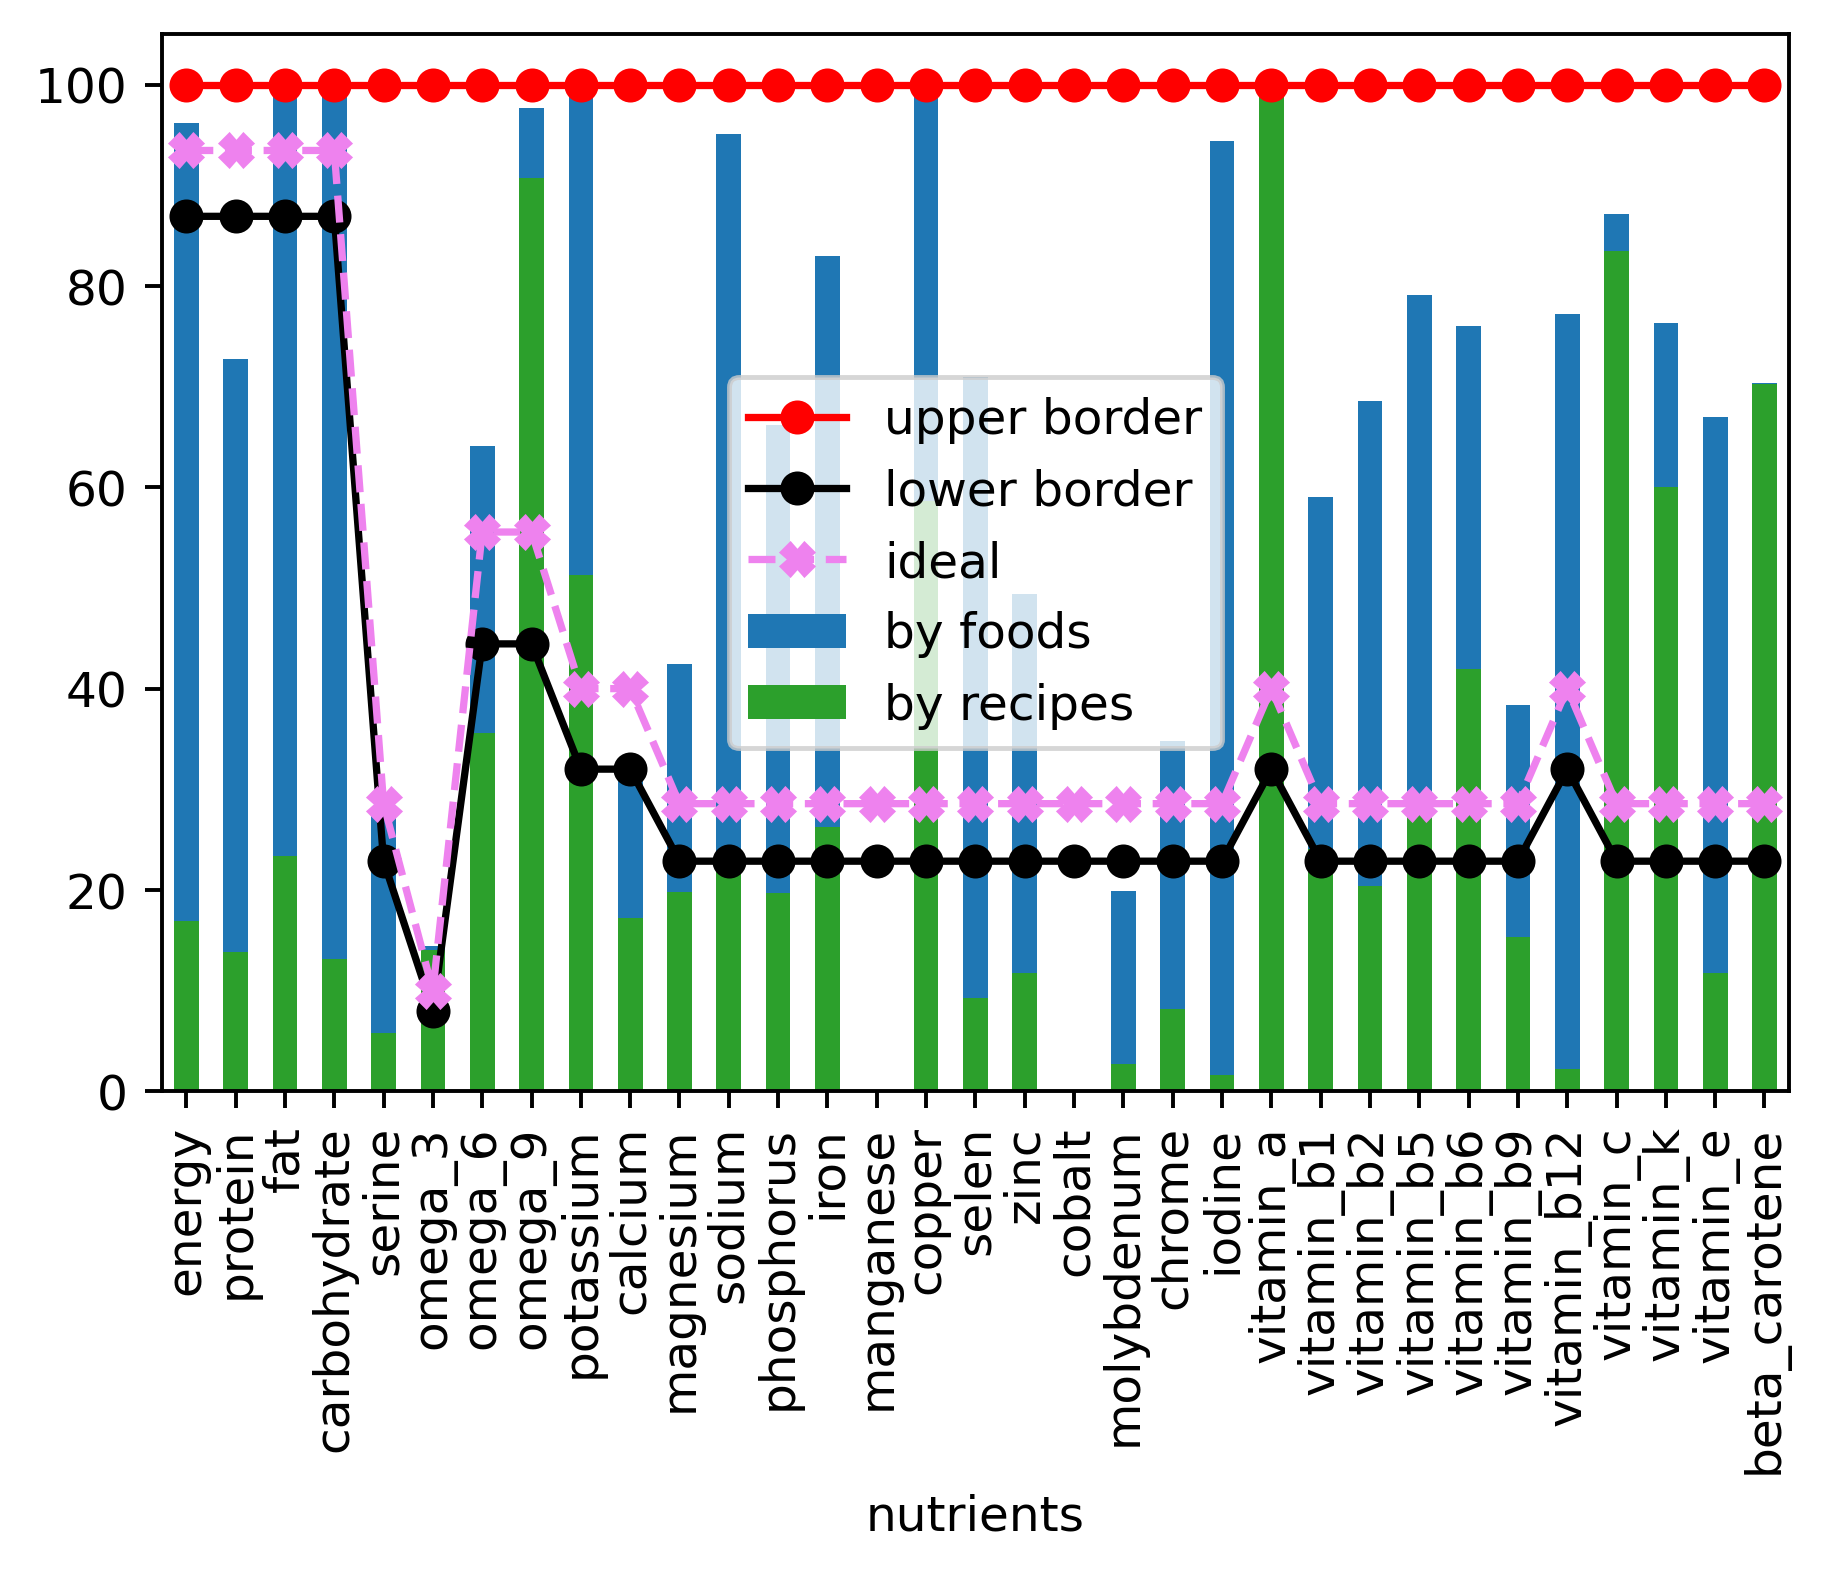 100
80
60
40
20
0
upper border
lower border
ideal
by foods
by recipes
energy
protein
fat
carbohydrate
serine
omega_3
omega_6
omega_9
potassium
calcium
magnesium
sodium
phosphorus
iron
manganese
copper
selen
zinc
cobalt
molybdenum
chrome
iodine
vitamin_a
vitamin_b1
vitamin_b2
vitamin_b5
vitamin_b6
vitamin_b9
vitamin_b12
vitamin_c
vitamin_k
vitamin_e
beta_carotene
nutrients